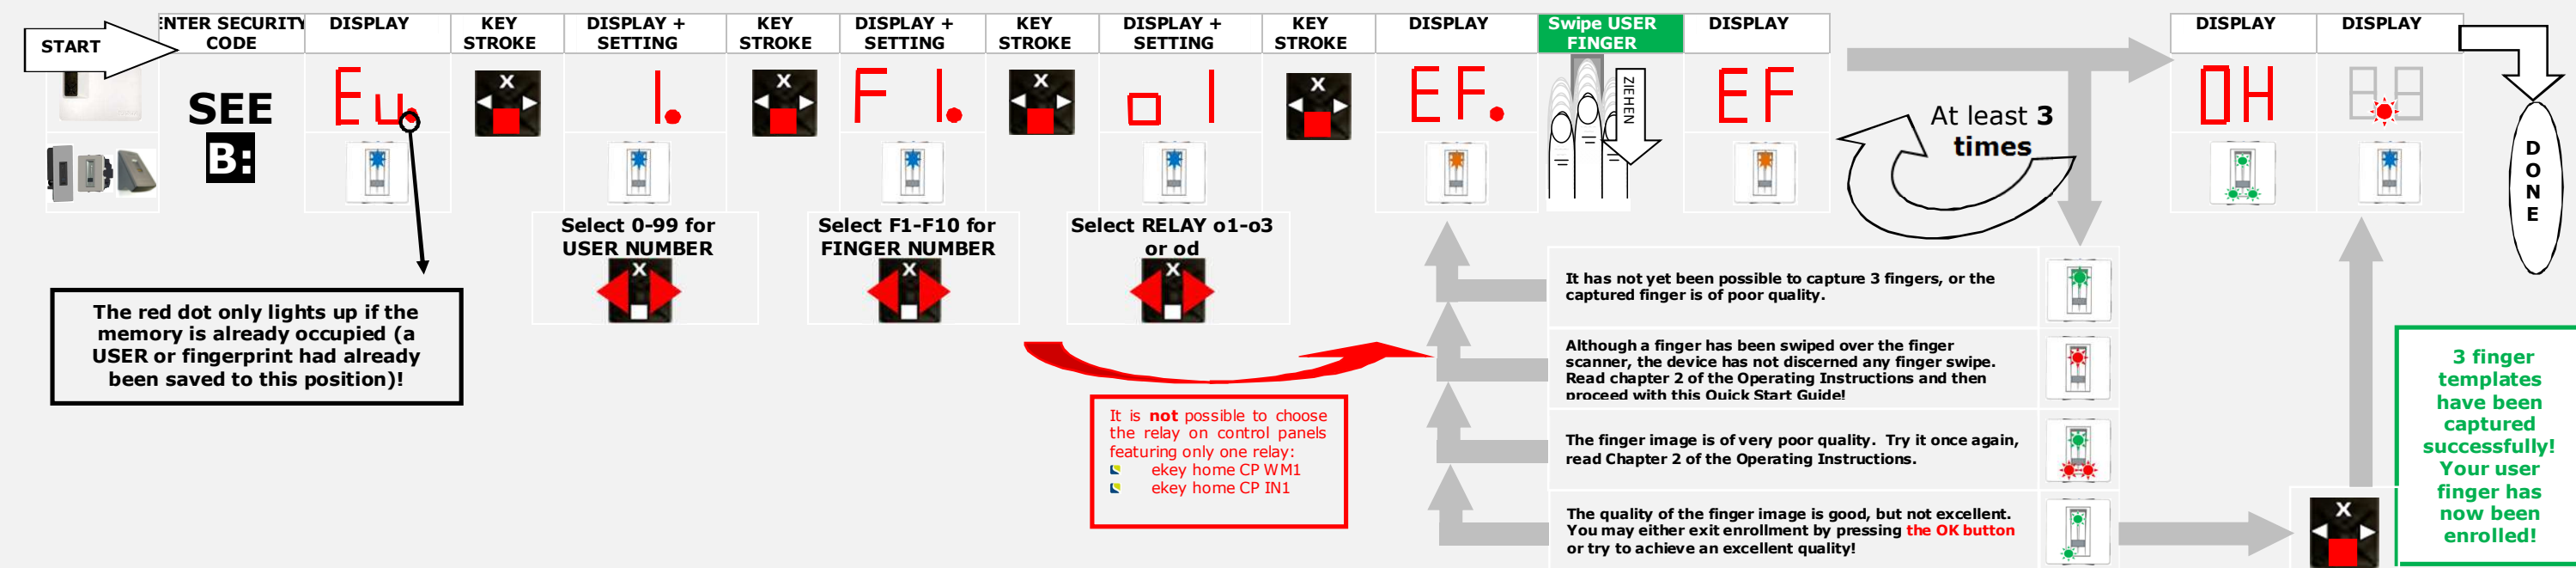 START
ENTER SECURITY
CODE
DISPLAY
KEY
STROKE
DISPLAY +
SETTING
KEY
STROKE
DISPLAY +
SETTING
KEY
STROKE
DISPLAY +
SETTING
KEY
STROKE
DISPLAY
Swipe USER
FINGER
DISPLAY
DISPLAY
DISPLAY
SEE
B:
Eu.
X
1.
X
F 1.
X
o 1
X
EF.
ZIEHEN
EF
At least 3
times
OH
DONE
Select 0-99 for
USER NUMBER
X
Select F1-F10 for
FINGER NUMBER
X
Select RELAY o1-o3
or od
X
The red dot only lights up if the
memory is already occupied (a
USER or fingerprint had already
been saved to this position)!
It is not possible to choose
the relay on control panels
featuring only one relay:
ekey home CP WM1
ekey home CP IN1
It has not yet been possible to capture 3 fingers, or the
captured finger is of poor quality.
Although a finger has been swiped over the finger
scanner, the device has not discerned any finger swipe.
Read chapter 2 of the Operating Instructions and then
proceed with this Quick Start Guide!
The finger image is of very poor quality. Try it once again,
read Chapter 2 of the Operating Instructions.
The quality of the finger image is good, but not excellent.
You may either exit enrollment by pressing the OK button
or try to achieve an excellent quality!
X
3 finger
templates
have been
captured
successfully!
Your user
finger has
now been
enrolled!